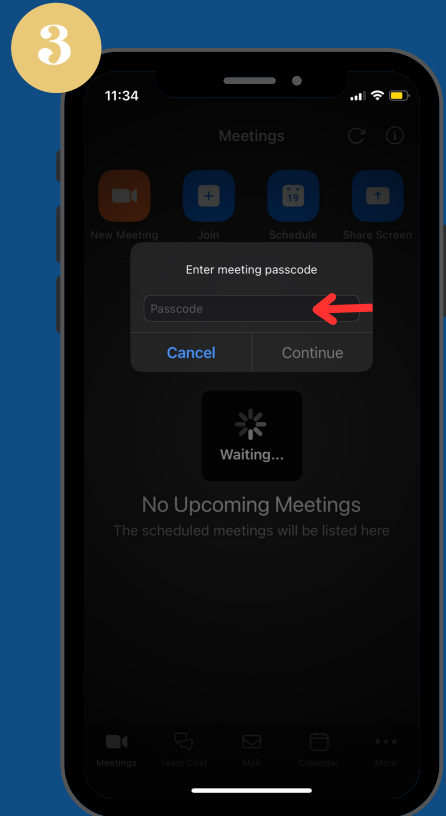 3
11:34
Meetings
19
New Meeting Join Schedule Share Screen
Enter meeting passcode
Passcode
Cancel Continue
Waiting...
No Upcoming Meetings
The scheduled meetings will be listed here
Meetings Team Chat Mail Calendar More